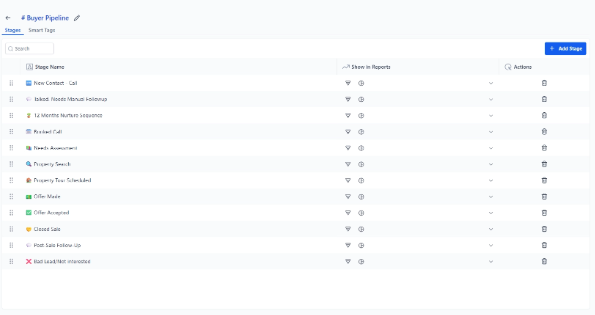 # Buyer Pipeline
Stages Smart Tags
Search
+ Add Stage
Stage Name Show in Reports Actions
New Contact - Call
Talked. Needs Manual Followup
12 Months Nurture Sequence
Booked Call
Needs Assessment
Property Search
Property Tour Scheduled
Offer Made
Offer Accepted
Closed Sale
Post Sale Follow-Up
Bad Lead/Not Interested